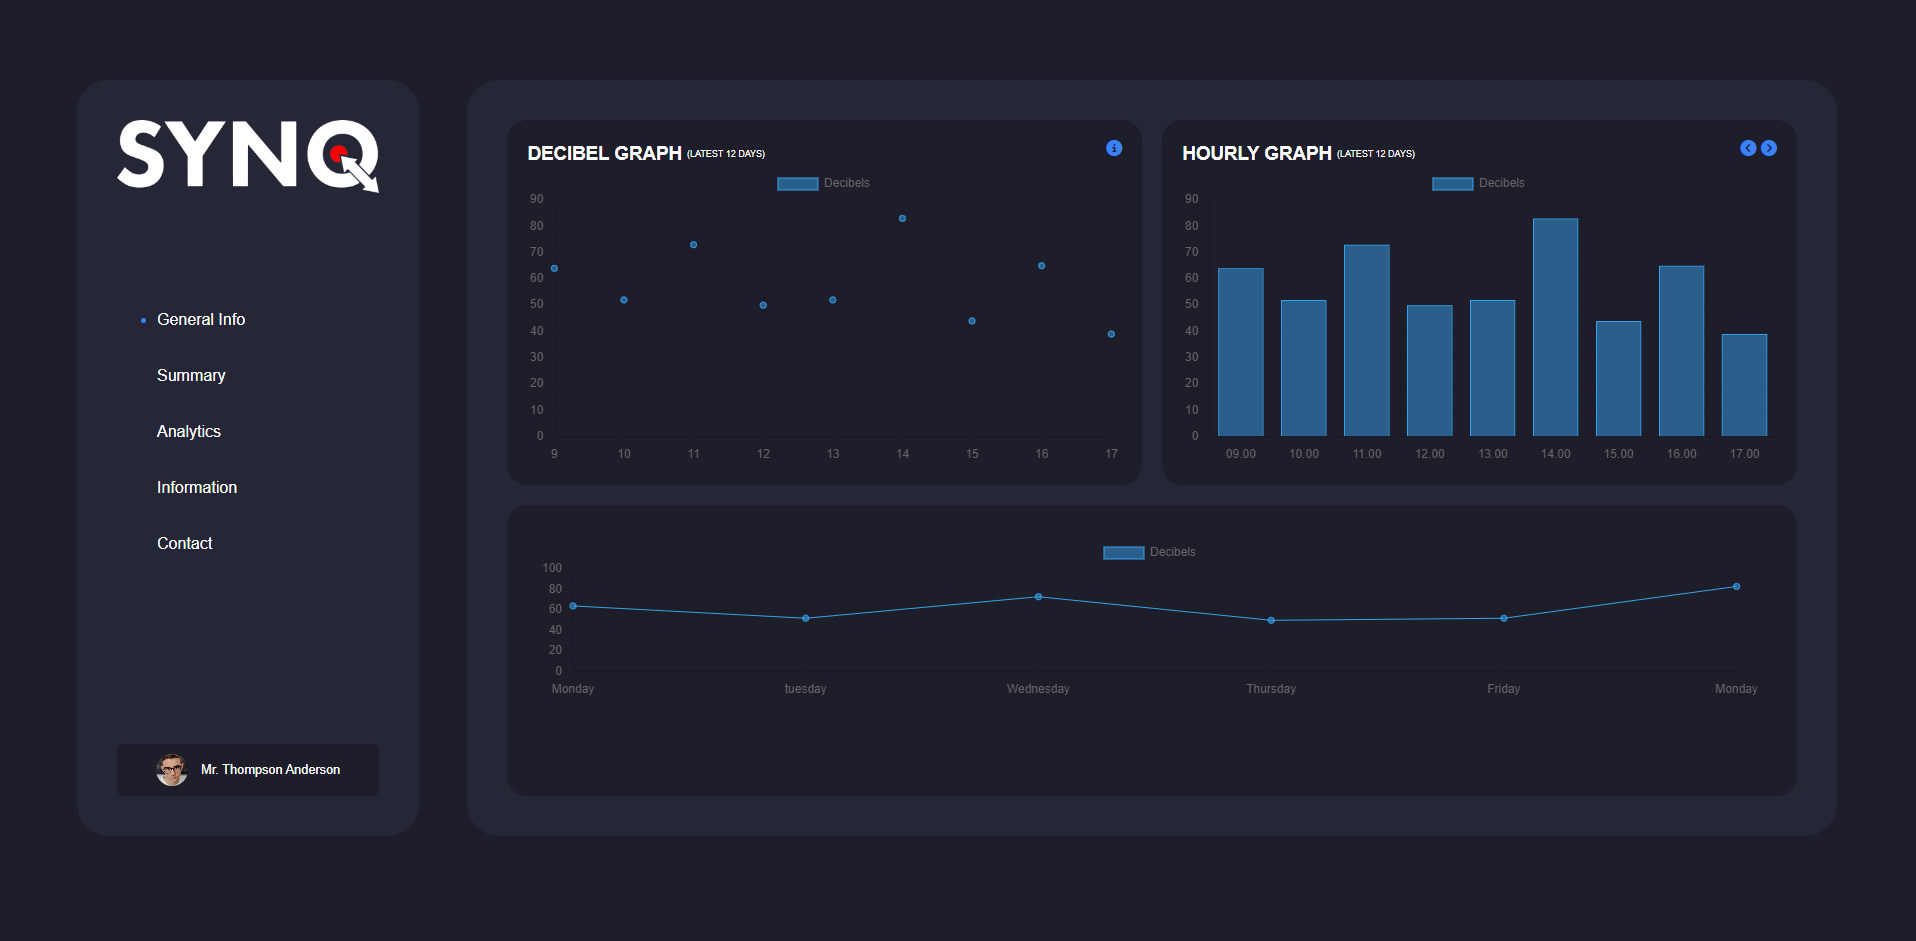 SYNQ
General Info
Summary
Analytics
Information
Contact
Mr. Thompson Anderson
DECIBEL GRAPH (LATEST 12 DAYS)
Decibels
90
80
70
60
50
40
30
20
10
0
9 10 11 12 13 14 15 16 17
HOURLY GRAPH (LATEST 12 DAYS)
Decibels
90
80
70
60
50
40
30
20
10
0
09.00 10.00 11.00 12.00 13.00 14.00 15.00 16.00 17.00
Decibels
100
80
60
40
20
0
Monday tuesday Wednesday Thursday Friday Monday